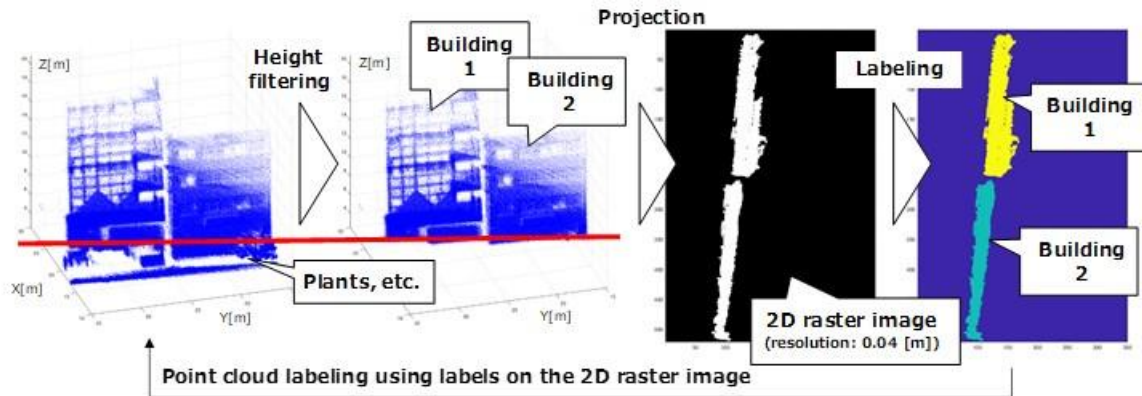 Projection
Z[m]
Height
filtering
Z[m]
Building
1
Building
2
Labeling
Building
1
Building
2
Plants, etc.
X[m]
Y[m]
Y[m]
2D raster image
(resolution: 0.04 [m])
Point cloud labeling using labels on the 2D raster image